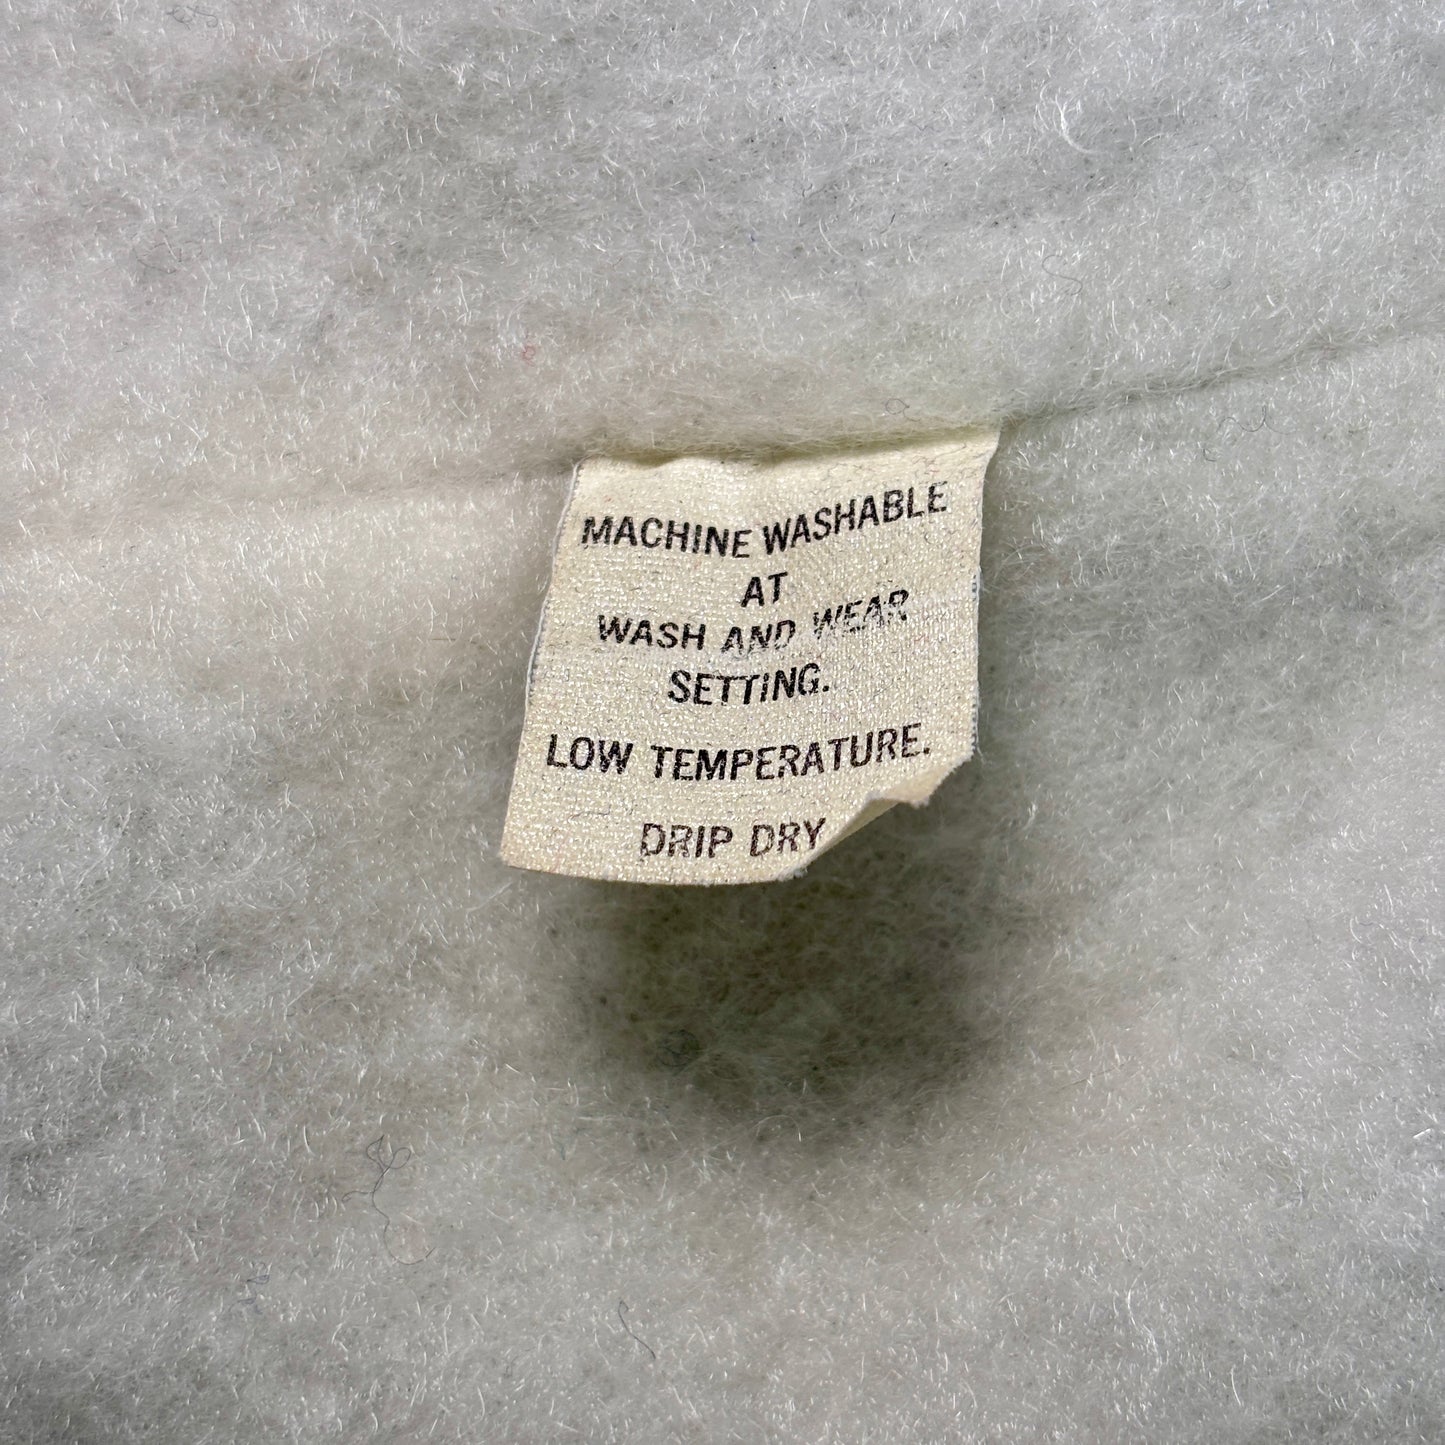 MACHINE WASHABLE
AT
WASH AND WEAR
SETTING.
LOW TEMPERATURE.
DRIP DRY